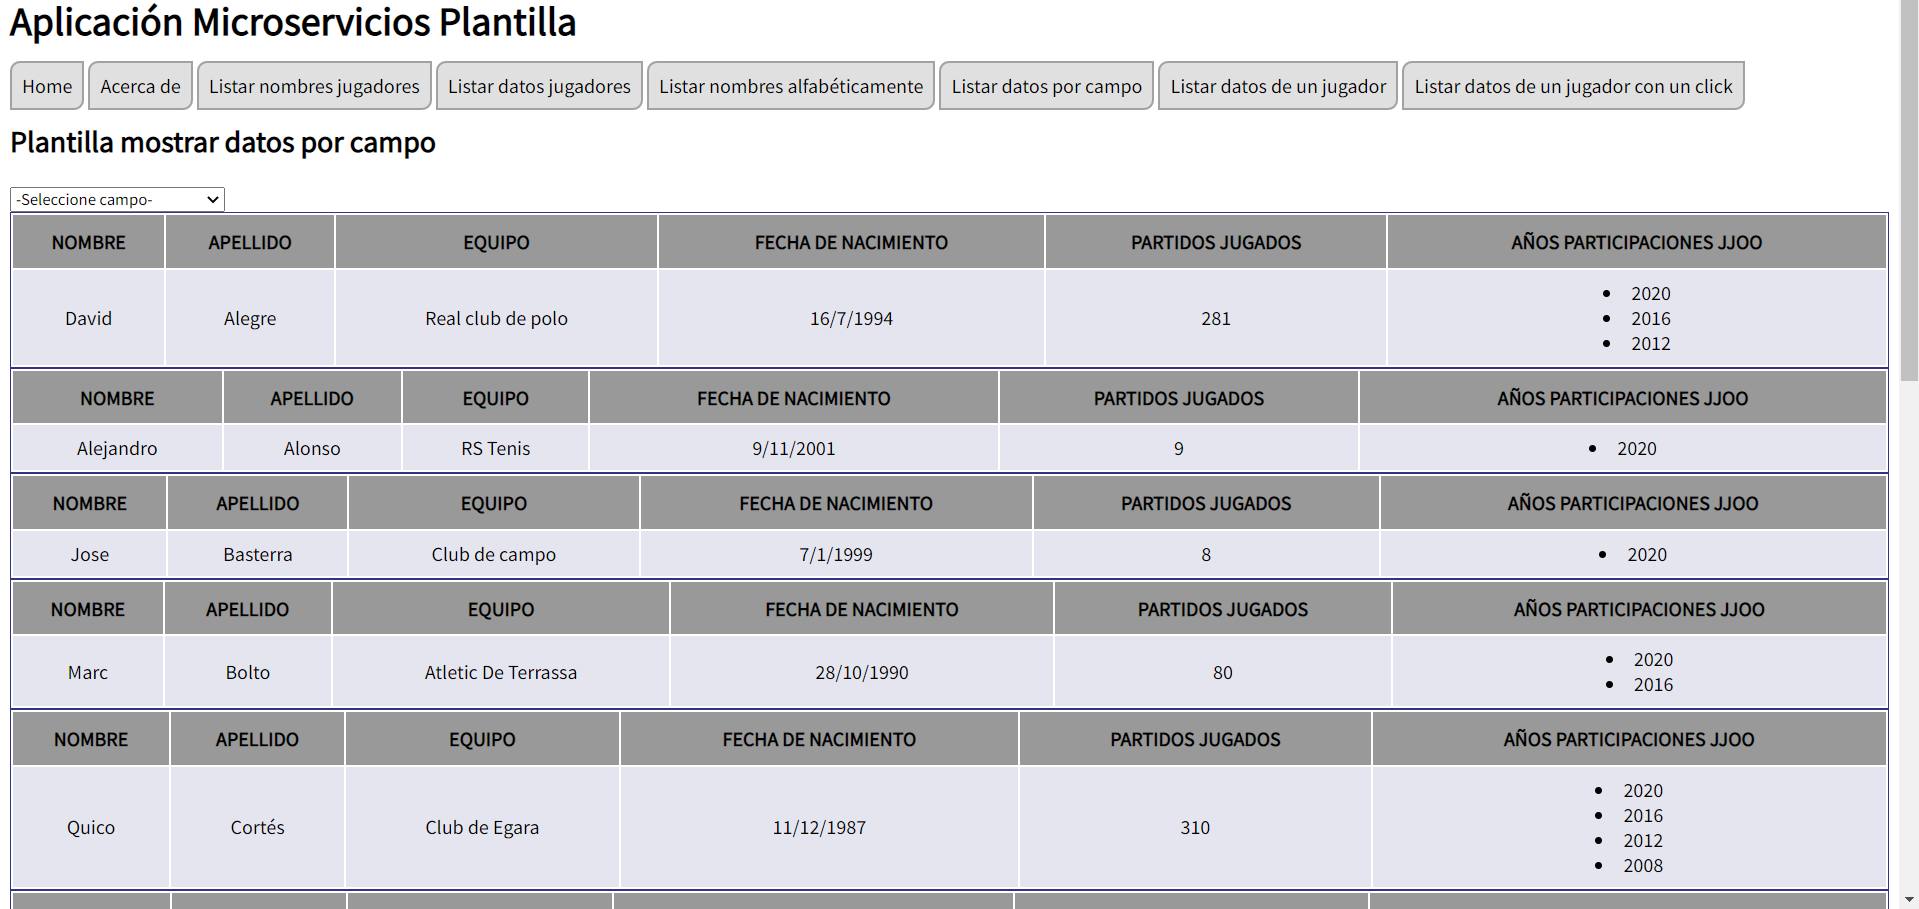 Aplicación Microservicios Plantilla
Home Acerca de Listar nombres jugadores Listar datos jugadores Listar nombres alfabéticamente Listar datos por campo Listar datos de un jugador Listar datos de un jugador con un click
Plantilla mostrar datos por campo
-Seleccione campo-
NOMBRE APELLIDO EQUIPO FECHA DE NACIMIENTO PARTIDOS JUGADOS AÑOS PARTICIPACIONES JJOO
David Alegre Real club de polo 16/7/1994 281
• 2020
• 2016
• 2012
NOMBRE APELLIDO EQUIPO FECHA DE NACIMIENTO PARTIDOS JUGADOS AÑOS PARTICIPACIONES JJOO
Alejandro Alonso RS Tenis 9/11/2001 9 • 2020
NOMBRE APELLIDO EQUIPO FECHA DE NACIMIENTO PARTIDOS JUGADOS AÑOS PARTICIPACIONES JJOO
Jose Basterra Club de campo 7/1/1999 8 • 2020
NOMBRE APELLIDO EQUIPO FECHA DE NACIMIENTO PARTIDOS JUGADOS AÑOS PARTICIPACIONES JJOO
Marc Bolto Atletic De Terrassa 28/10/1990 80
• 2020
• 2016
NOMBRE APELLIDO EQUIPO FECHA DE NACIMIENTO PARTIDOS JUGADOS AÑOS PARTICIPACIONES JJOO
Quico Cortés Club de Egara 11/12/1987 310
• 2020
• 2016
• 2012
• 2008